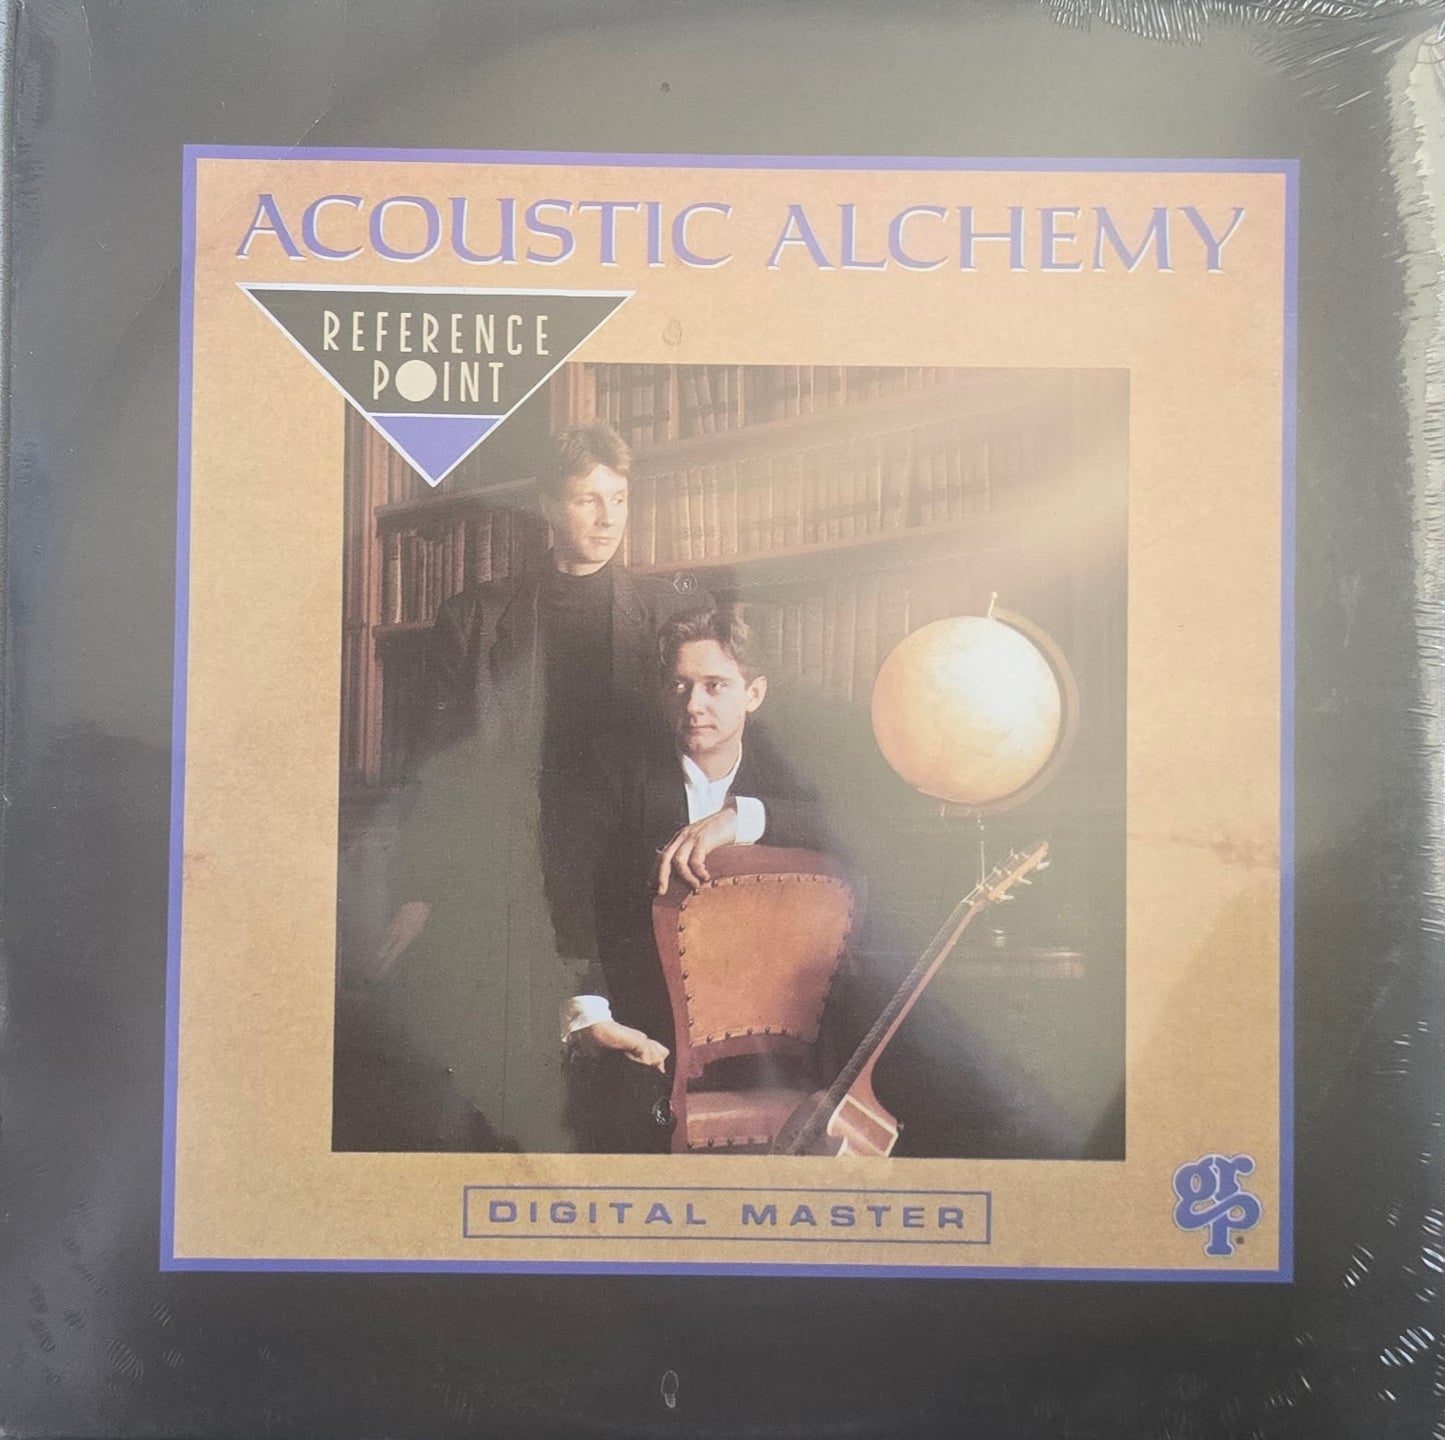 ACOUSTIC ALCHEMY
REFERENCE
POINT
DIGITAL MASTER
grp